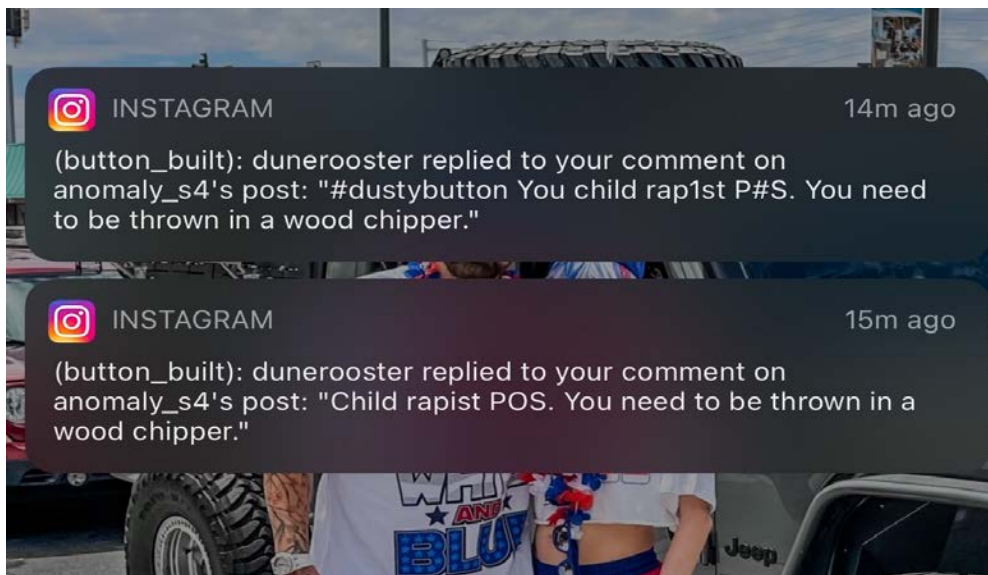 INSTAGRAM 14m ago
(button_built): dunerooster replied to your comment on
anomaly_s4's post: "#dustybutton You child rap1st P#S. You need
to be thrown in a wood chipper."
INSTAGRAM 15m ago
(button_built): dunerooster replied to your comment on
anomaly_s4's post: "Child rapist POS. You need to be thrown in a
wood chipper."
AND
Jeep